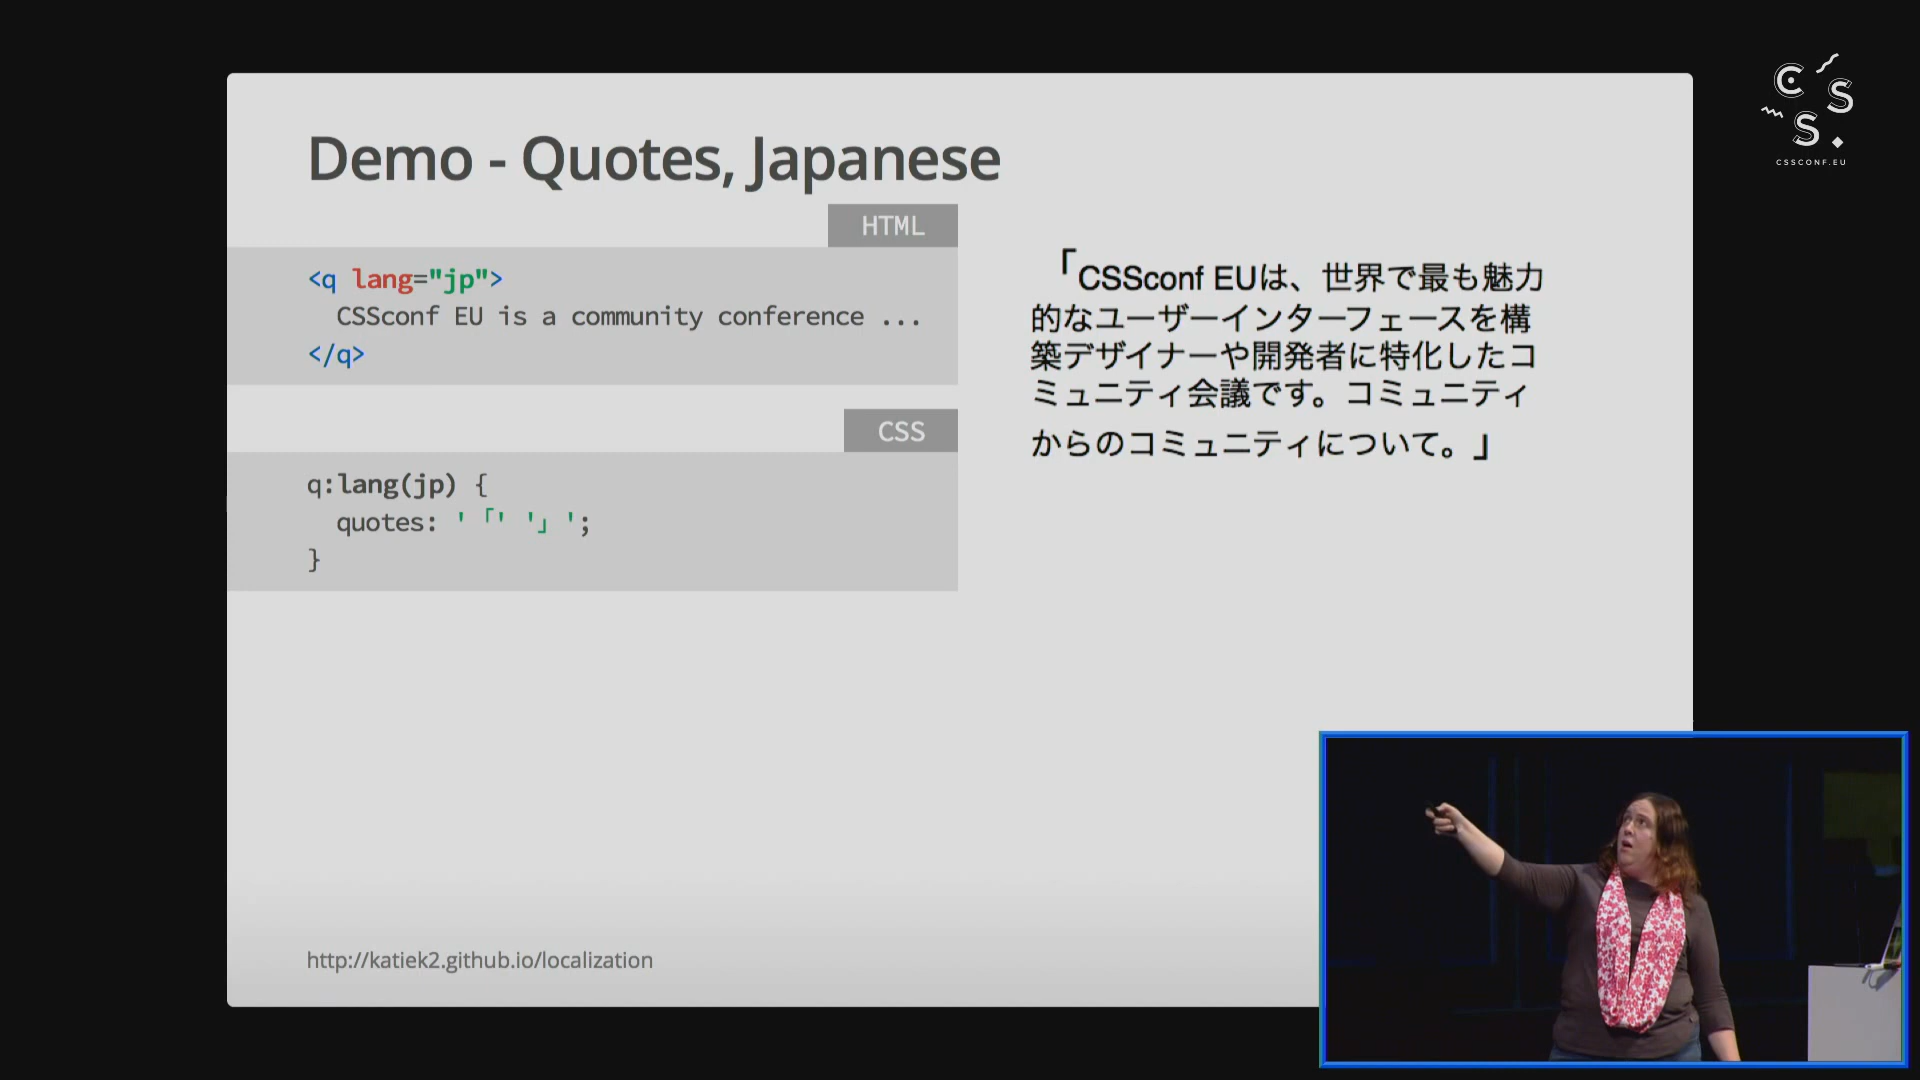 Demo - Quotes, Japanese
HTML
<q lang="jp">
CSSconf EU is a community conference ...
</q>
CSS
q:lang(jp) {
quotes: '「' '」';
}
「CSSconf EUは、世界で最も魅力
的なユーザーインターフェースを構
築デザイナーや開発者に特化したコ
ミュニティ会議です。コミュニティ
からのコミュニティについて。」
http://katiek2.github.io/localization
CSS.
CSSCONF.EU